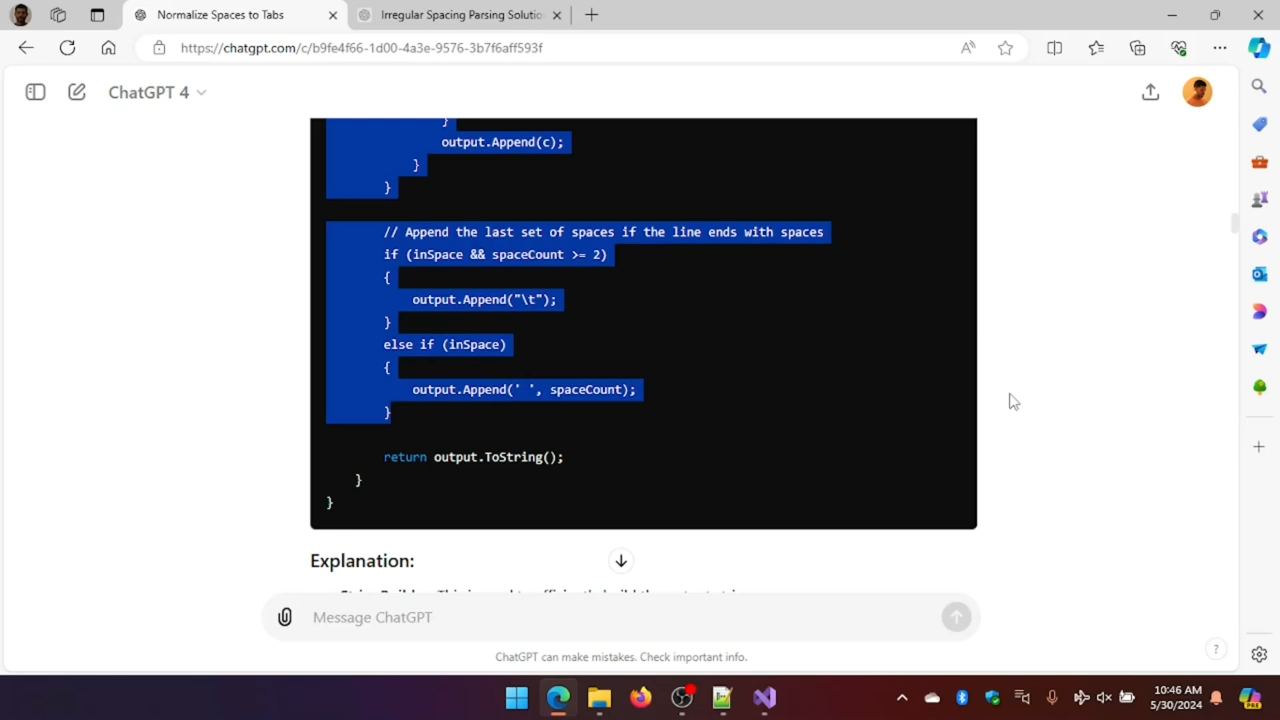 Normalize Spaces to Tabs
Irregular Spacing Parsing Solutio
https://chatgpt.com/c/b9fe4f66-1d00-4a3e-9576-3b7f6aff593f
ChatGPT 4
}
output.Append(c);
}
}
// Append the last set of spaces if the line ends with spaces
if (inSpace && spaceCount >= 2)
{
output.Append("\t");
}
else if (inSpace)
{
output.Append(' ', spaceCount);
}
return output.ToString();
}
}
Explanation:
Message ChatGPT
ChatGPT can make mistakes. Check important info.
?
10:46 AM
5/30/2024